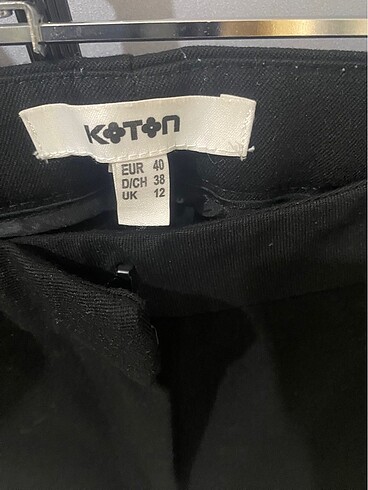 KOTON
EUR 40
D/CH 38
UK 12